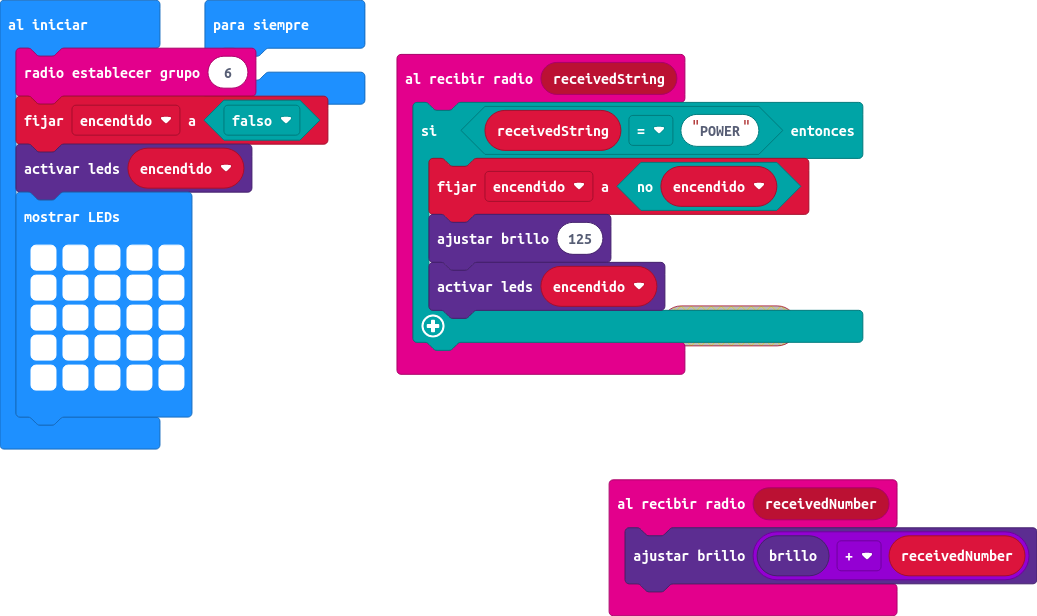 al iniciar
radio establecer grupo 6
fijar encendido a falso
activar leds encendido
mostrar LEDs
para siempre
al recibir radio receivedString
si receivedString = "POWER" entonces
fijar encendido a no encendido
ajustar brillo 125
activar leds encendido
al recibir radio receivedNumber
ajustar brillo brillo + receivedNumber